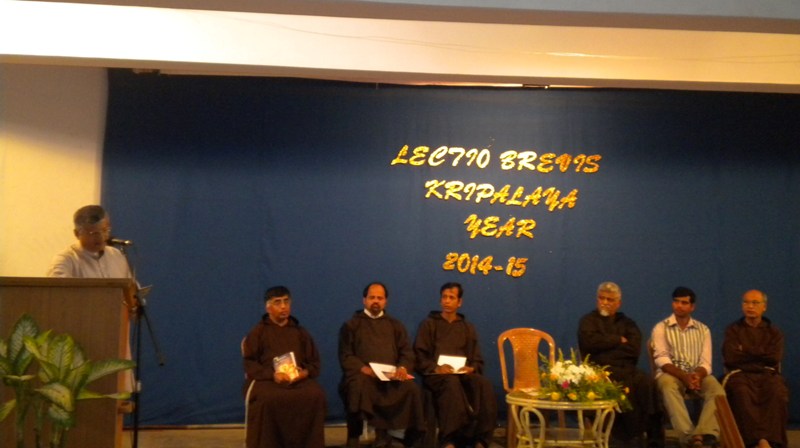 LECTIO BREVIS
KRIPALAYA
YEAR
2014-15